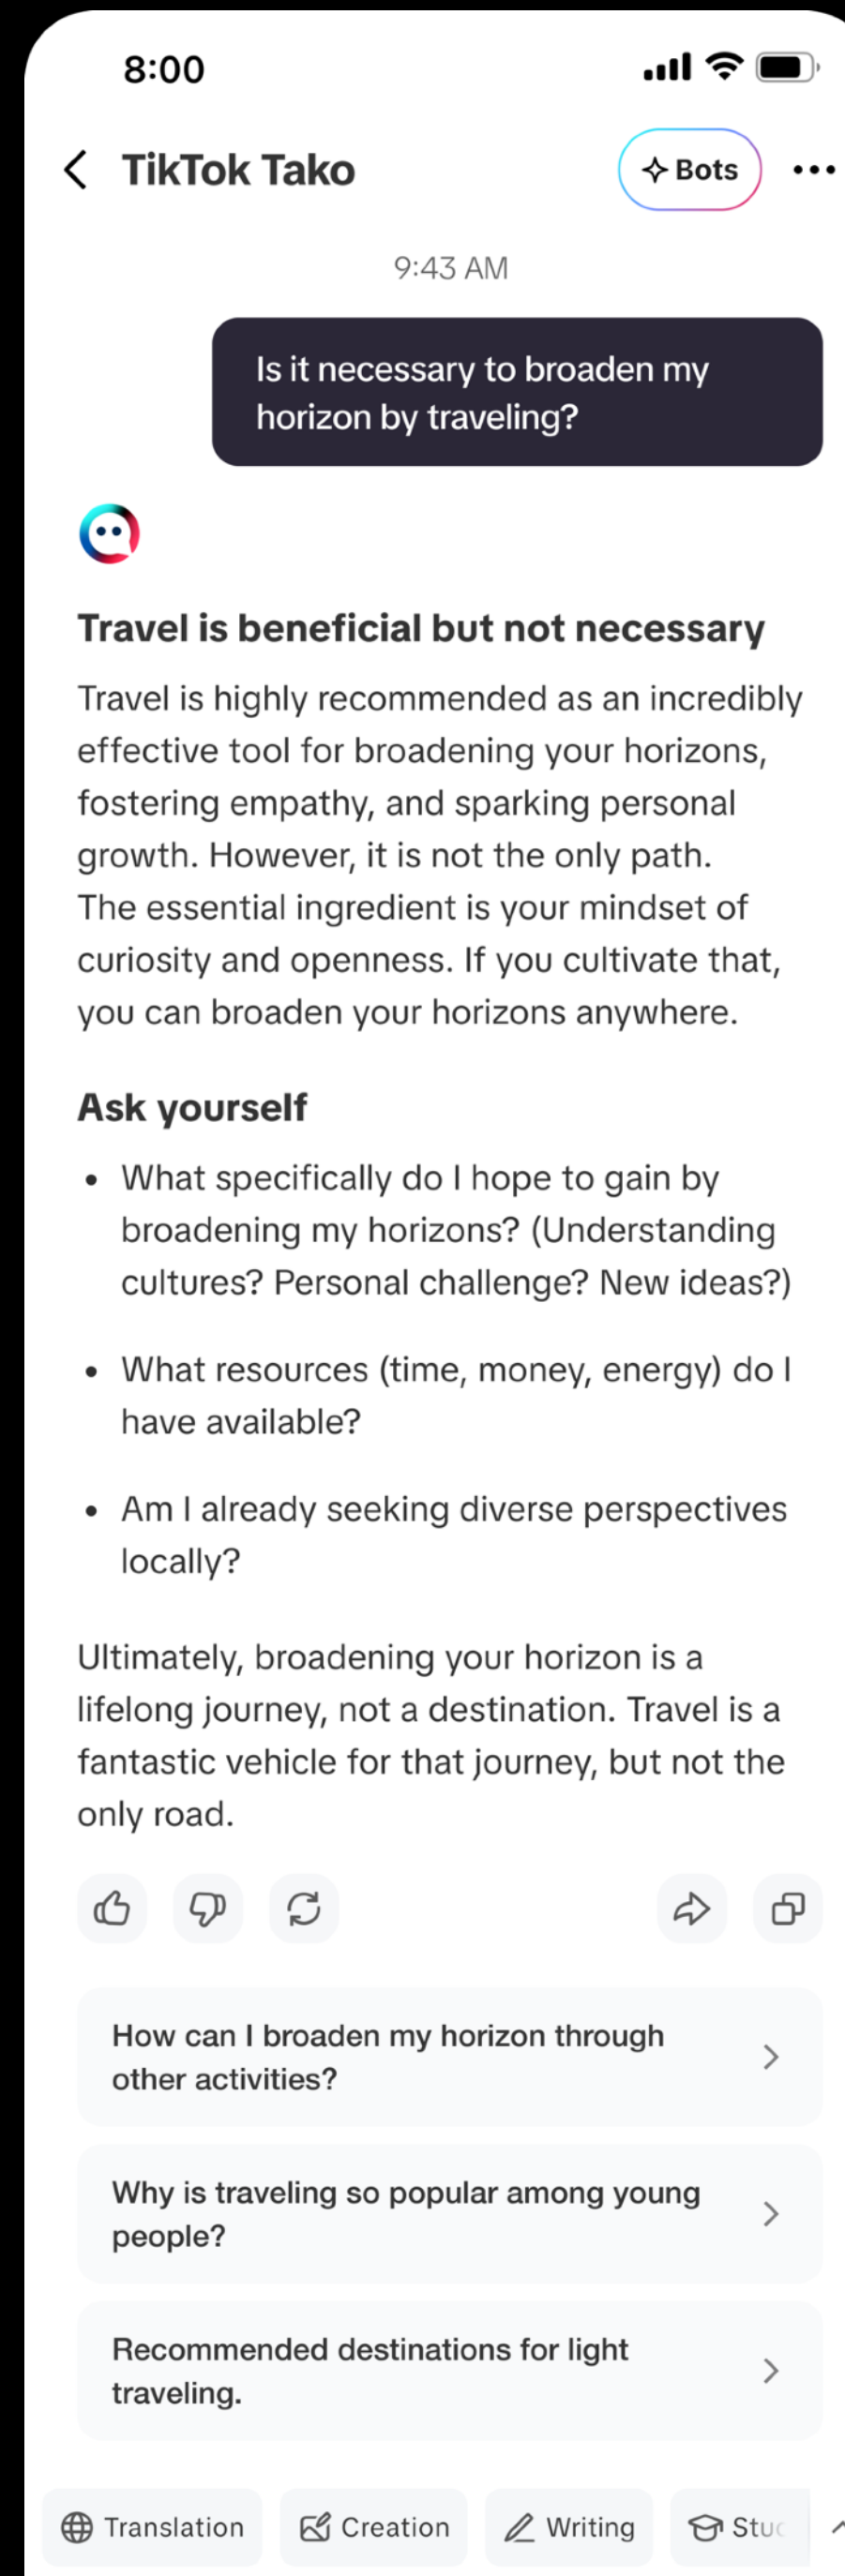 8:00
TikTok Tako
Bots
9:43 AM
Is it necessary to broaden my
horizon by traveling?
Travel is beneficial but not necessary
Travel is highly recommended as an incredibly
effective tool for broadening your horizons,
fostering empathy, and sparking personal
growth. However, it is not the only path.
The essential ingredient is your mindset of
curiosity and openness. If you cultivate that,
you can broaden your horizons anywhere.
Ask yourself
• What specifically do I hope to gain by
broadening my horizons? (Understanding
cultures? Personal challenge? New ideas?)
• What resources (time, money, energy) do I
have available?
• Am I already seeking diverse perspectives
locally?
Ultimately, broadening your horizon is a
lifelong journey, not a destination. Travel is a
fantastic vehicle for that journey, but not the
only road.
How can I broaden my horizon through
other activities?
Why is traveling so popular among young
people?
Recommended destinations for light
traveling.
Translation
Creation
Writing